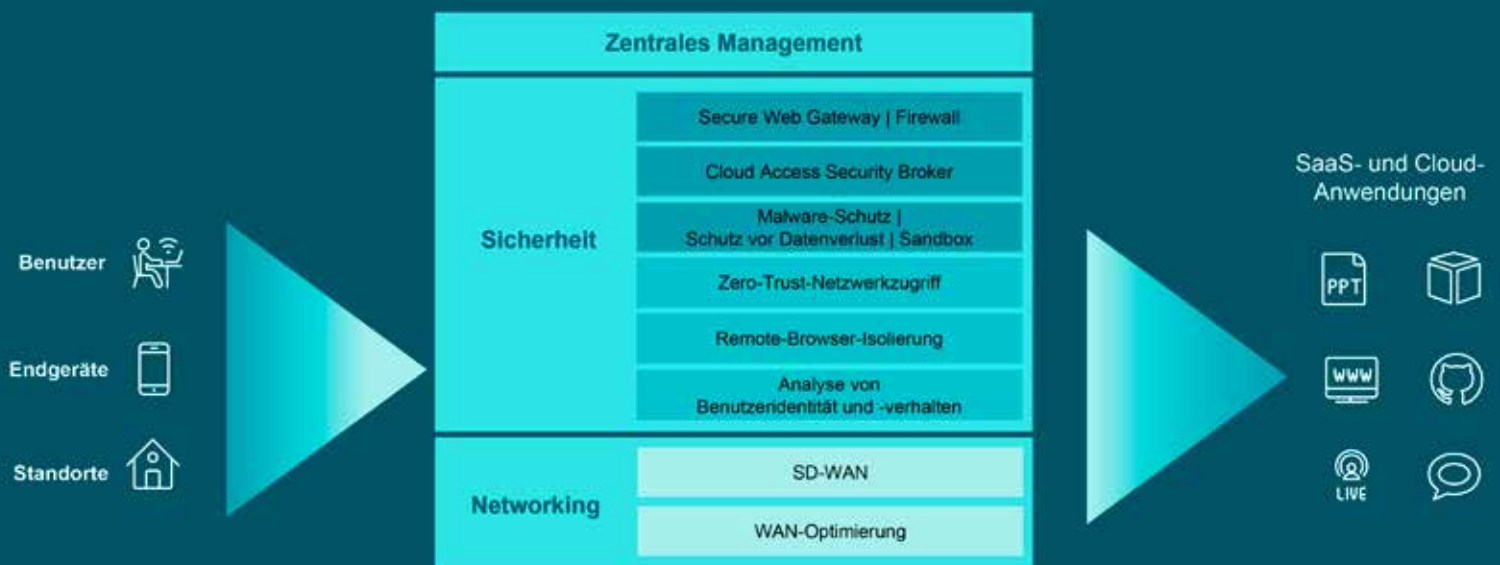 Zentrales Management
Sicherheit
Secure Web Gateway | Firewall
Cloud Access Security Broker
Malware-Schutz |
Schutz vor Datenverlust | Sandbox
Zero-Trust-Netzwerkzugriff
Remote-Browser-Isolierung
Analyse von
Benutzeridentität und -verhalten
Networking
SD-WAN
WAN-Optimierung
Benutzer
Endgeräte
Standorte
SaaS- und Cloud-
Anwendungen
PPT
WWW
LIVE